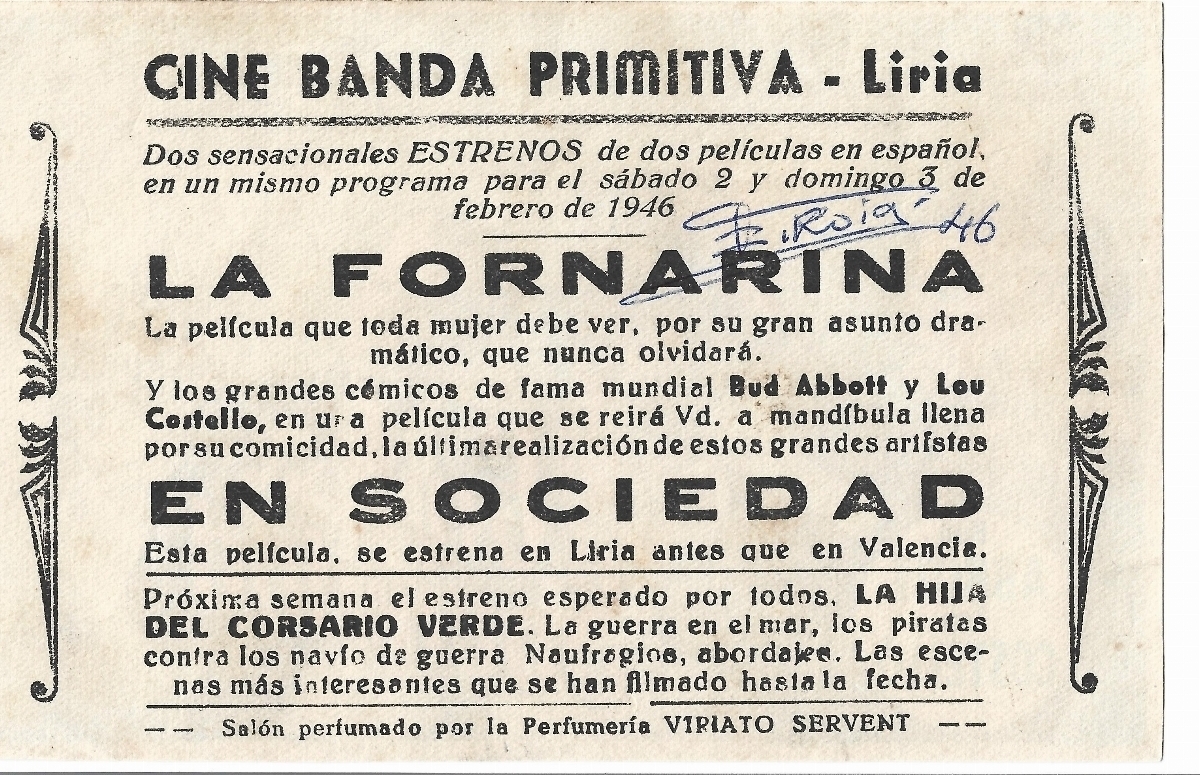 CINE BANDA PRIMITIVA - Liria
Dos sensacionales ESTRENOS de dos películas en español,
en un mismo programa para el sábado 2 y domingo 3 de
febrero de 1946
F. Roig 46
LA FORNARINA
La película que toda mujer debe ver, por su gran asunto dra-
mático, que nunca olvidará.
Y los grandes cómicos de fama mundial Bud Abbott y Lou
Costello, en una película que se reirá Vd. a mandíbula llena
por su comicidad, la última realización de estos grandes artistas
EN SOCIEDAD
Esta película, se estrena en Liria antes que en Valencia.
Próxima semana el estreno esperado por todos, LA HIJA
DEL CORSARIO VERDE. La guerra en el mar, los piratas
contra los navío de guerra Naufragios, abordajes. Las esce-
nas más interesantes que se han filmado hasta la fecha.
-- Salón perfumado por la Perfumería VIRIATO SERVENT --